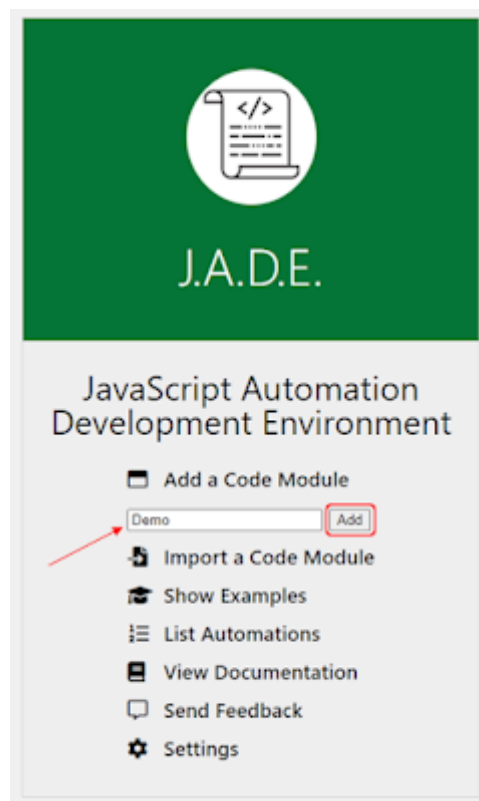 </>
J.A.D.E.
JavaScript Automation
Development Environment
Add a Code Module
Demo Add
Import a Code Module
Show Examples
List Automations
View Documentation
Send Feedback
Settings